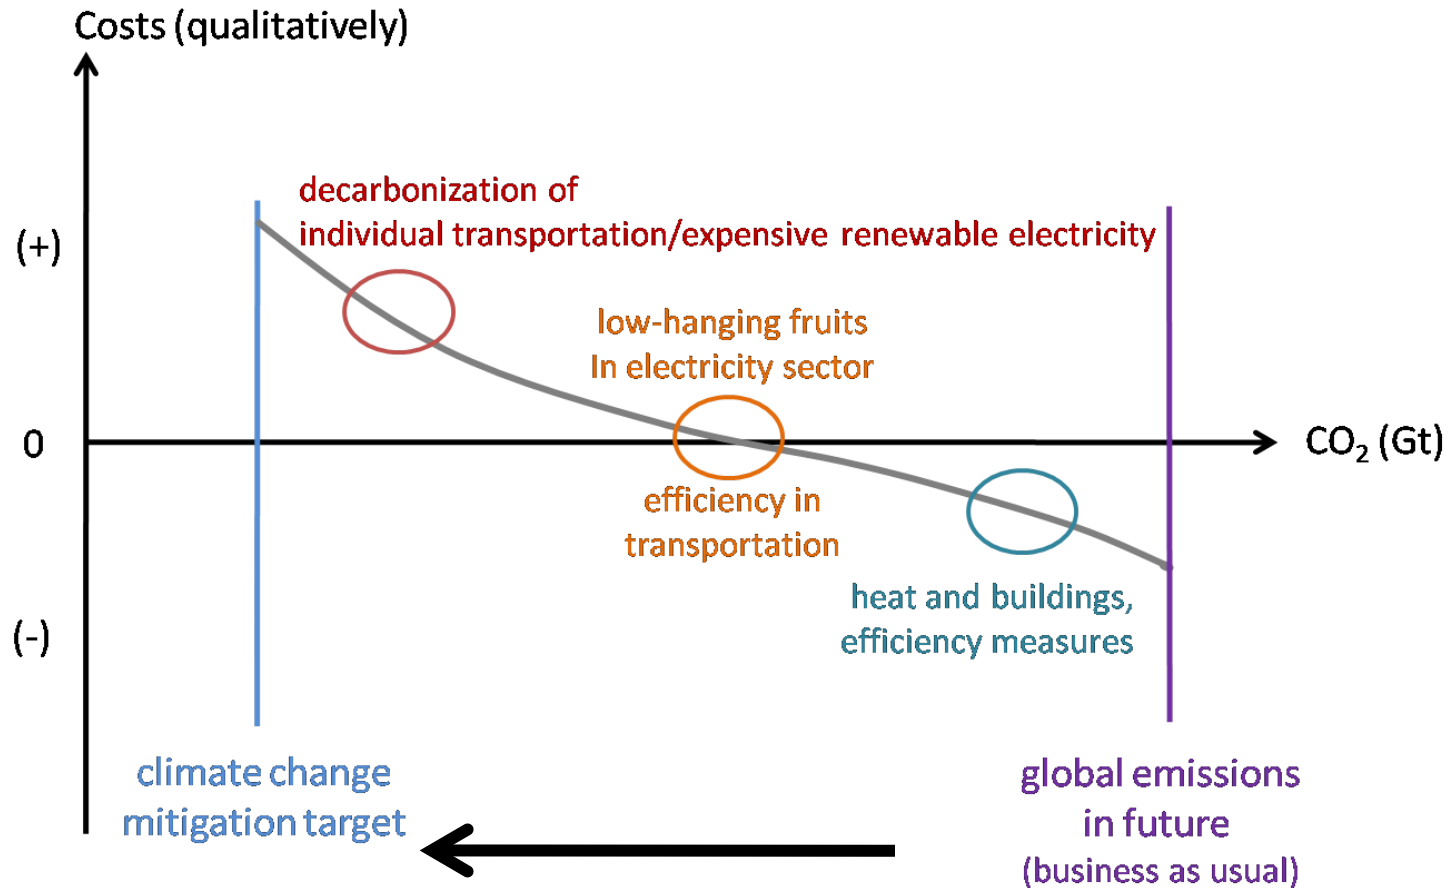 Costs (qualitatively)
decarbonization of
individual transportation/expensive renewable electricity
(+)
low-hanging fruits
In electricity sector
0
CO₂ (Gt)
efficiency in
transportation
heat and buildings,
efficiency measures
(-)
climate change
mitigation target
global emissions
in future
(business as usual)